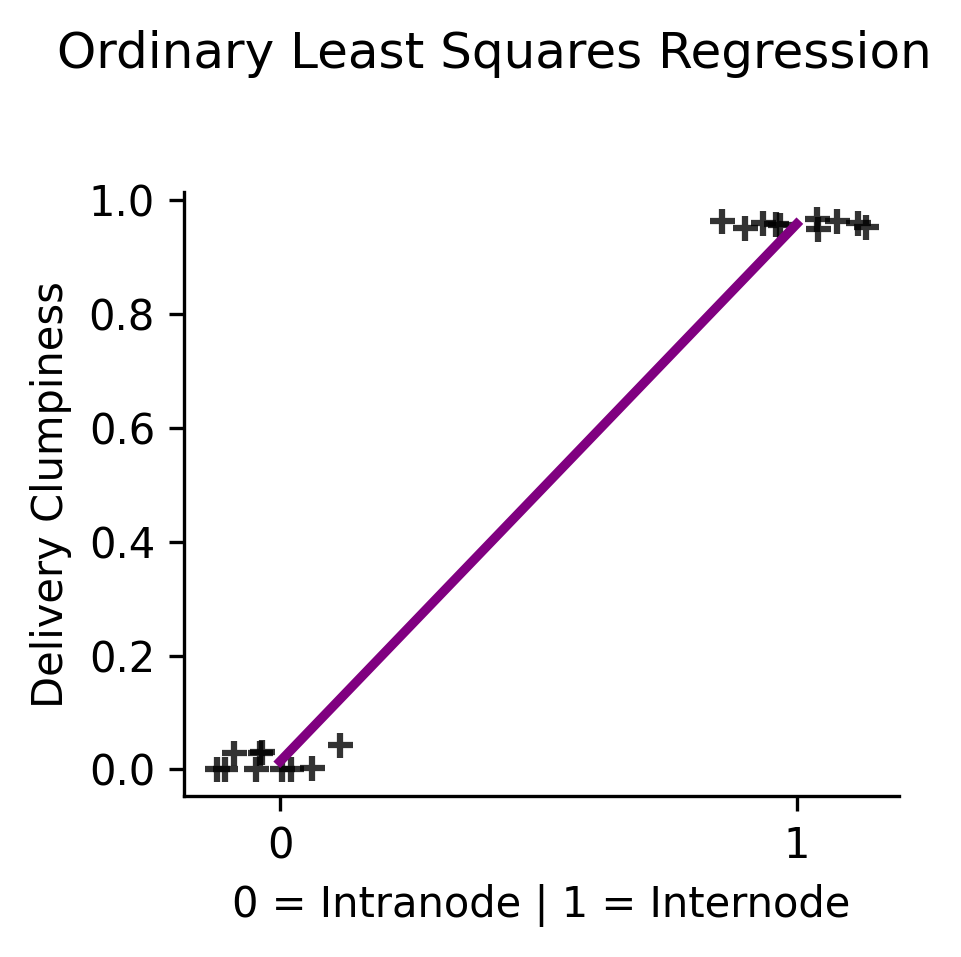 Ordinary Least Squares Regression
Delivery Clumpiness
1.0
0.8
0.6
0.4
0.2
0.0
0
1
0 = Intranode | 1 = Internode